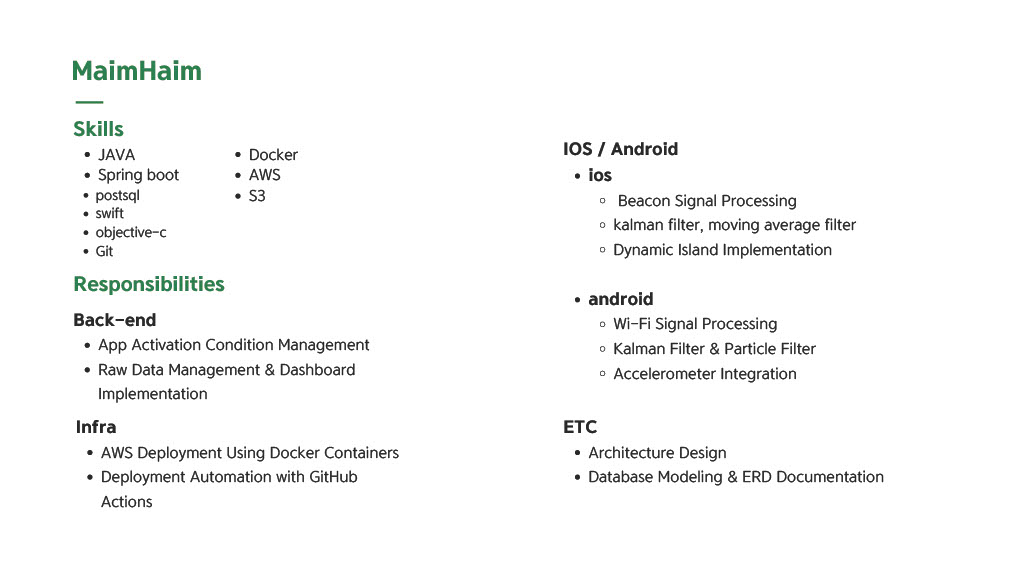 MaimHaim
Skills
• JAVA
• Spring boot
• postsql
• swift
• objective-c
• Git
• Docker
• AWS
• S3
Responsibilities
Back-end
• App Activation Condition Management
• Raw Data Management & Dashboard
Implementation
Infra
• AWS Deployment Using Docker Containers
• Deployment Automation with GitHub
Actions
IOS / Android
• ios
○ Beacon Signal Processing
○ kalman filter, moving average filter
○ Dynamic Island Implementation
• android
○ Wi-Fi Signal Processing
○ Kalman Filter & Particle Filter
○ Accelerometer Integration
ETC
• Architecture Design
• Database Modeling & ERD Documentation